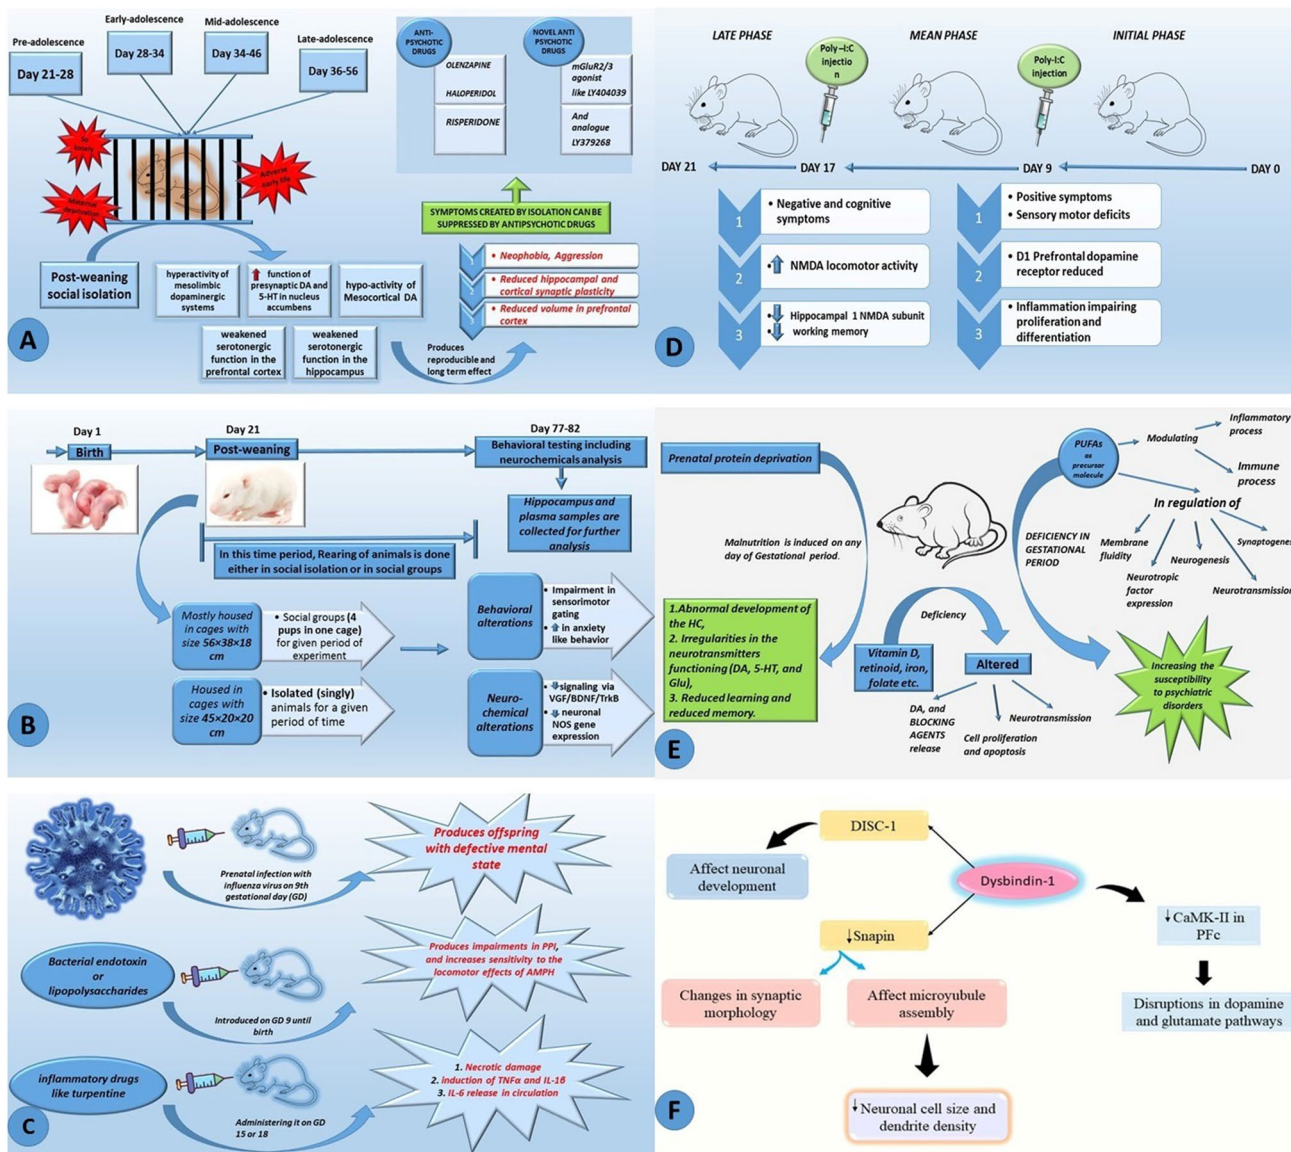 Pre-adolescence
Day 21-28
Early-adolescence
Day 28-34
Mid-adolescence
Day 34-46
Late-adolescence
Day 36-56
So
lonely
Maternal
deprivation
Adverse
early life
Post-weaning
social isolation
hyperactivity of
mesolimbic
dopaminergic
systems
function of
presynaptic DA and
5-HT in nucleus
accumbens
hypo-activity of
Mesocortical DA
weakened
serotonergic
function in the
prefrontal cortex
weakened
serotonergic
function in the
hippocampus
Produces
reproducible and
long term effect
ANTI-
PSYCHOTIC
DRUGS
OLENZAPINE
HALOPERIDOL
RISPERIDONE
NOVEL ANTI
PSYCHOTIC
DRUGS
mGluR2/3
agonist
like LY404039
And
analogue
LY379268
SYMPTOMS CREATED BY ISOLATION CAN BE
SUPPRESSED BY ANTIPSYCHOTIC DRUGS
1
• Neophobia, Aggression
2
• Reduced hippocampal and
cortical synaptic plasticity
3
• Reduced volume in prefrontal
cortex
A
LATE PHASE
Poly –I:C
injectio
n
MEAN PHASE
Poly-I:C
injection
INITIAL PHASE
DAY 21
DAY 17
DAY 9
DAY 0
1
• Negative and cognitive
symptoms
2
• NMDA locomotor activity
3
• Hippocampal 1 NMDA subunit
• working memory
1
• Positive symptoms
• Sensory motor deficits
2
• D1 Prefrontal dopamine
receptor reduced
3
• Inflammation impairing
proliferation and
differentiation
D
Day 1
Birth
Day 21
Post-weaning
Day 77-82
Behavioral testing including
neurochemicals analysis
Hippocampus and
plasma samples are
collected for further
analysis
In this time period, Rearing of animals is done
either in social isolation or in social groups
Mostly housed
in cages with
size 56×38×18
cm
• Social groups (4
pups in one cage)
for given period of
experiment
Housed in
cages with
size 45×20×20
cm
• Isolated (singly)
animals for a given
period of time
Behavioral
alterations
• Impairment in
sensorimotor
gating
• in anxiety
like behavior
Neuro-
chemical
alterations
• signaling via
VGF/BDNF/TrkB
• neuronal
NOS gene
expression
B
Prenatal protein deprivation
Malnutrition is induced on any
day of Gestational period.
1.Abnormal development of
the HC,
2. Irregularities in the
neurotransmitters
functioning (DA, 5-HT, and
Glu),
3. Reduced learning and
reduced memory.
Deficiency
Vitamin D,
retinoid, iron,
folate etc.
Altered
DA, and
BLOCKING
AGENTS
release
Cell proliferation
and apoptosis
Neurotransmission
PUFAs
as
precursor
molecule
Modulating
Inflammatory
process
Immune
process
In regulation of
DEFICIENCY IN
GESTATIONAL
PERIOD
Membrane
fluidity
Neurotropic
factor
expression
Neurogenesis
Synaptogenes
Neurotransmission
Increasing the
susceptibility
to psychiatric
disorders
E
Prenatal infection with
influenza virus on 9th
gestational day (GD)
Produces offspring
with defective mental
state
Bacterial endotoxin
or
lipopolysaccharides
Introduced on GD 9 until
birth
Produces impairments in PPI,
and increases sensitivity to the
locomotor effects of AMPH
inflammatory drugs
like turpentine
Administering it on GD
15 or 18
1. Necrotic damage
2. induction of TNFα and IL-1β
3. IL-6 release in circulation
C
DISC-1
Affect neuronal
development
Dysbindin-1
↓Snapin
↓CaMK-II in
PFc
Changes in synaptic
morphology
Affect microyubule
assembly
Disruptions in dopamine
and glutamate pathways
↓Neuronal cell size and
dendrite density
F